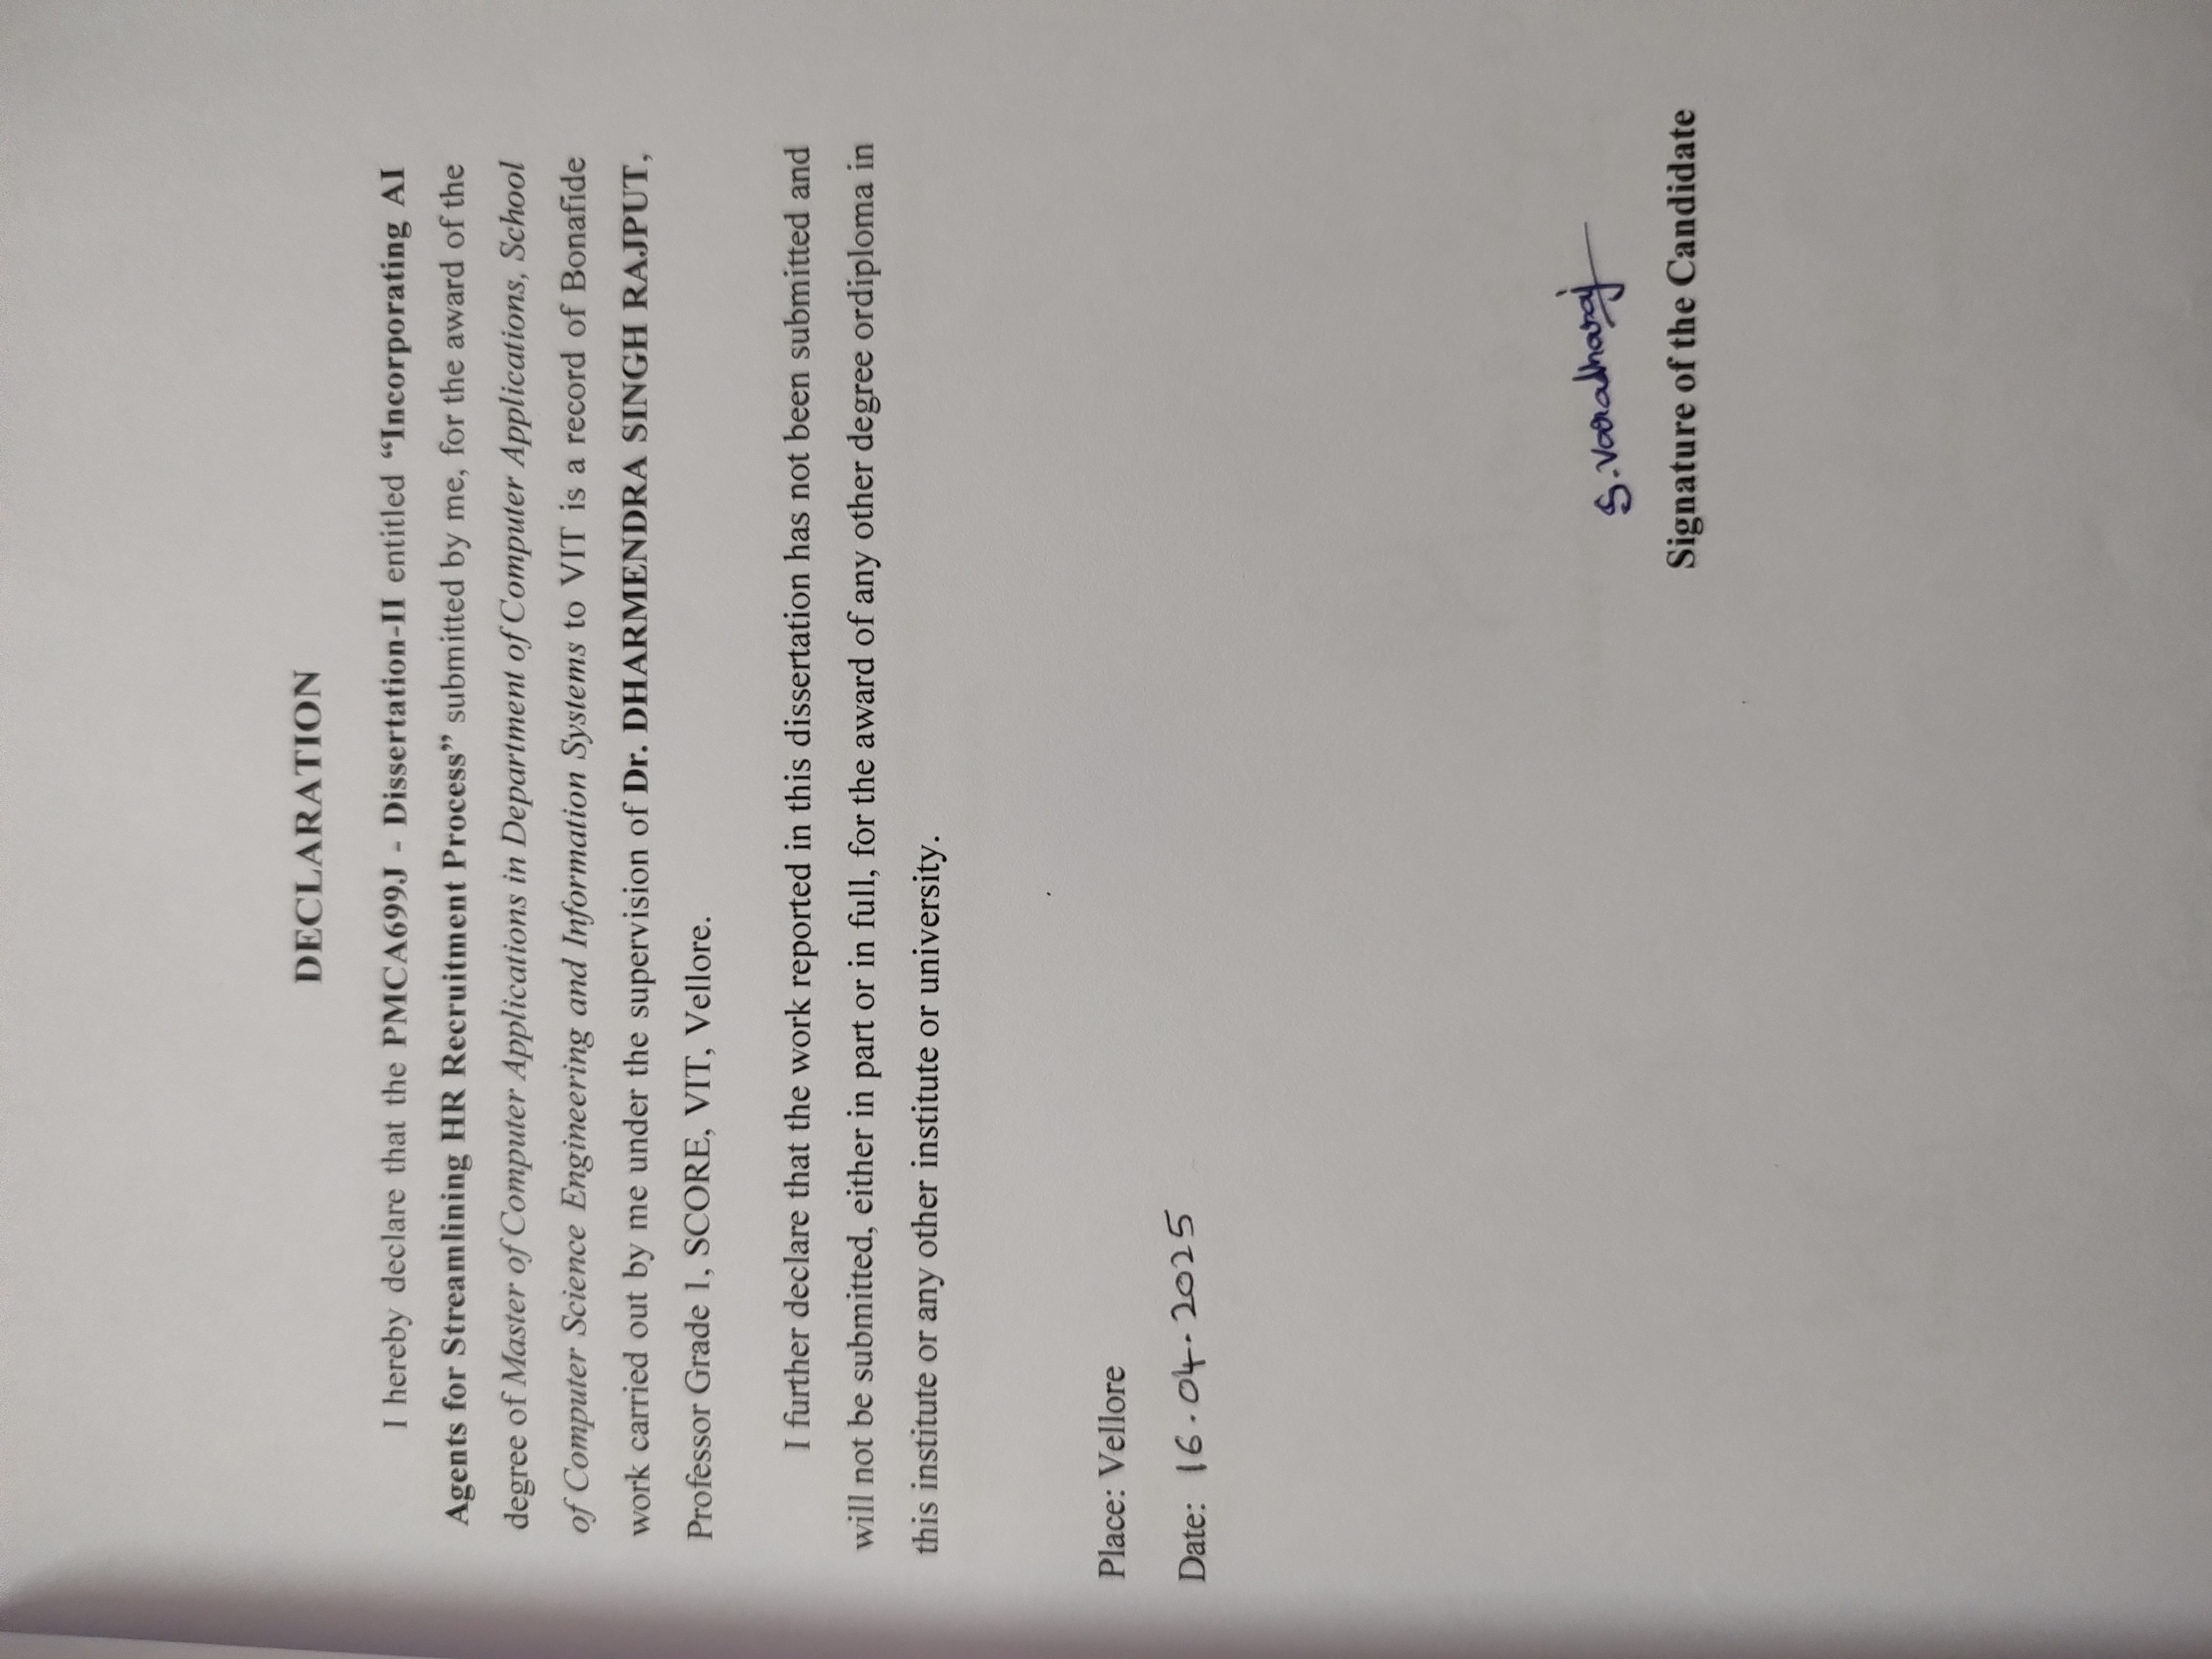 DECLARATION
I hereby declare that the PMCA699J - Dissertation-II entitled “Incorporating AI
Agents for Streamlining HR Recruitment Process” submitted by me, for the award of the
degree of Master of Computer Applications in Department of Computer Applications, School
of Computer Science Engineering and Information Systems to VIT is a record of Bonafide
work carried out by me under the supervision of Dr. DHARMENDRA SINGH RAJPUT,
Professor Grade 1, SCORE, VIT, Vellore.
I further declare that the work reported in this dissertation has not been submitted and
will not be submitted, either in part or in full, for the award of any other degree ordiploma in
this institute or any other institute or university.
Place: Vellore
Date: 16.04.2025
S.Varadharaj
Signature of the Candidate